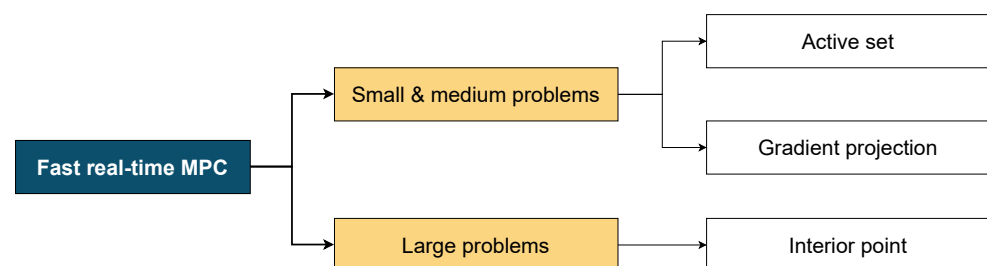 Fast real-time MPC
Small & medium problems
Active set
Gradient projection
Large problems
Interior point